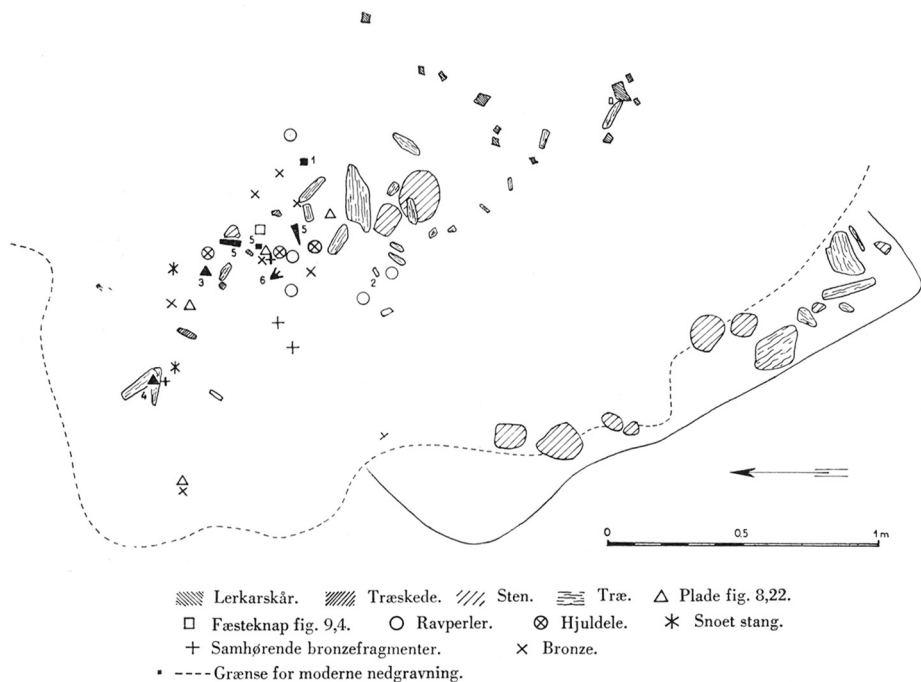 1
5
5
5
3
6
2
4
0
0.5
1 m
Lerkarskår. Træskede. Sten. Træ. Plade fig. 8,22.
Fæsteknap fig. 9,4. Ravperler. Hjuldele. Snoet stang.
Samhørende bronzefragmenter. Bronze.
Grænse for moderne nedgravning.